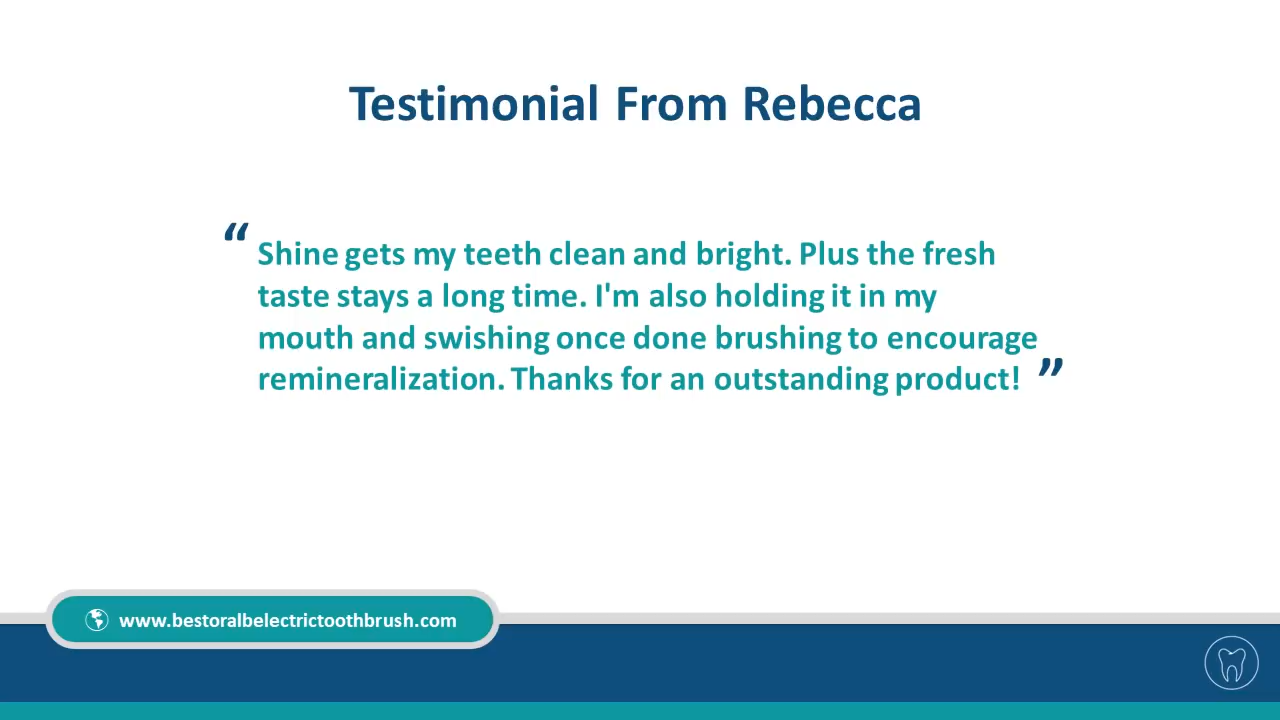 Testimonial From Rebecca
“ Shine gets my teeth clean and bright. Plus the fresh
taste stays a long time. I'm also holding it in my
mouth and swishing once done brushing to encourage
remineralization. Thanks for an outstanding product! ”
www.bestoralbelectrictoothbrush.com